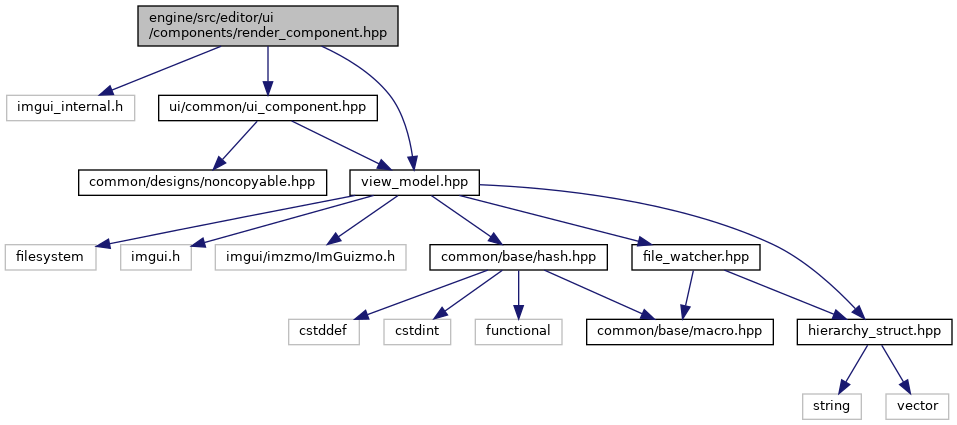 engine/src/editor/ui
/components/render_component.hpp
imgui_internal.h
ui/common/ui_component.hpp
common/designs/noncopyable.hpp
view_model.hpp
filesystem
imgui.h
imgui/imzmo/ImGuizmo.h
common/base/hash.hpp
file_watcher.hpp
cstddef
cstdint
functional
common/base/macro.hpp
hierarchy_struct.hpp
string
vector